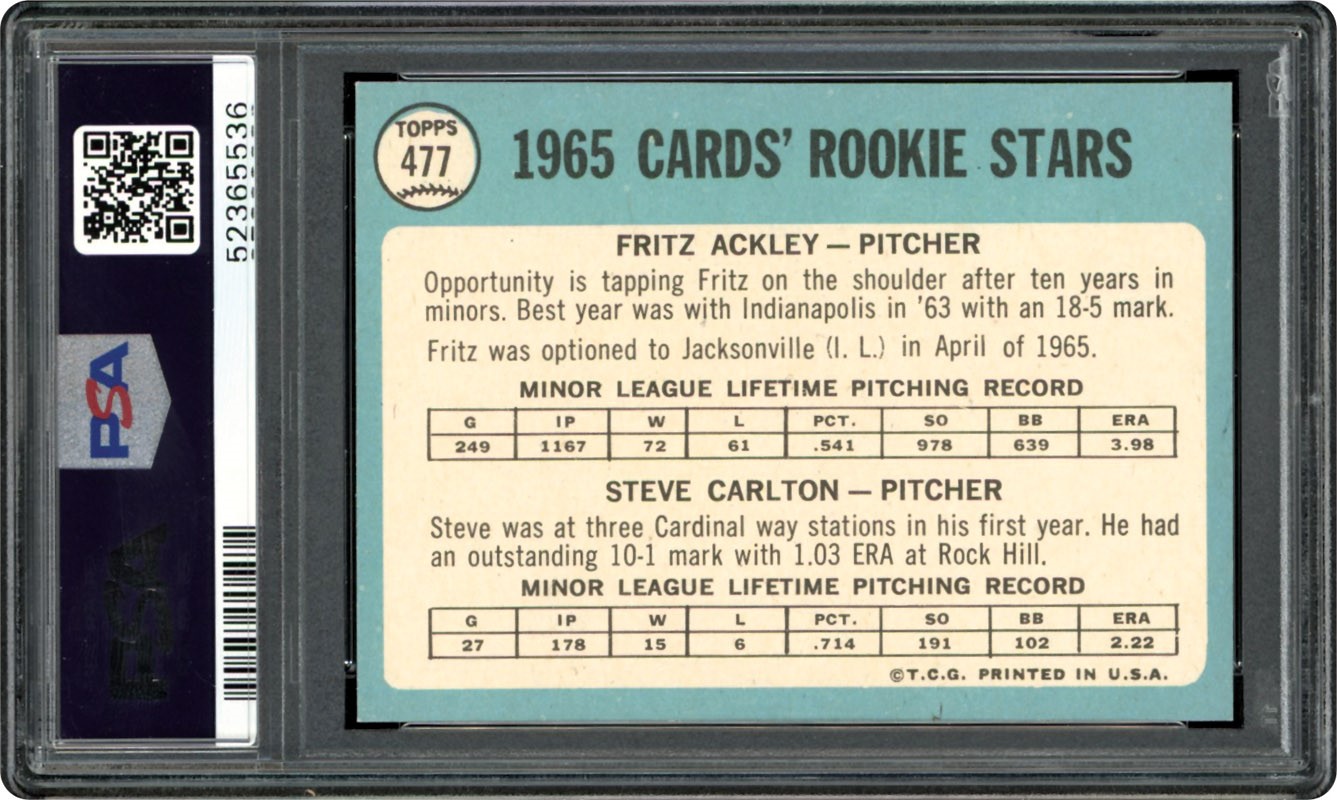 52365536
PSA
TOPPS
477
1965 CARDS' ROOKIE STARS
FRITZ ACKLEY — PITCHER
Opportunity is tapping Fritz on the shoulder after ten years in
minors. Best year was with Indianapolis in '63 with an 18-5 mark.
Fritz was optioned to Jacksonville (I. L.) in April of 1965.
MINOR LEAGUE LIFETIME PITCHING RECORD
G IP W L PCT. SO BB ERA
249 1167 72 61 .541 978 639 3.98
STEVE CARLTON — PITCHER
Steve was at three Cardinal way stations in his first year. He had
an outstanding 10-1 mark with 1.03 ERA at Rock Hill.
MINOR LEAGUE LIFETIME PITCHING RECORD
G IP W L PCT. SO BB ERA
27 178 15 6 .714 191 102 2.22
©T.C.G. PRINTED IN U.S.A.
PSA